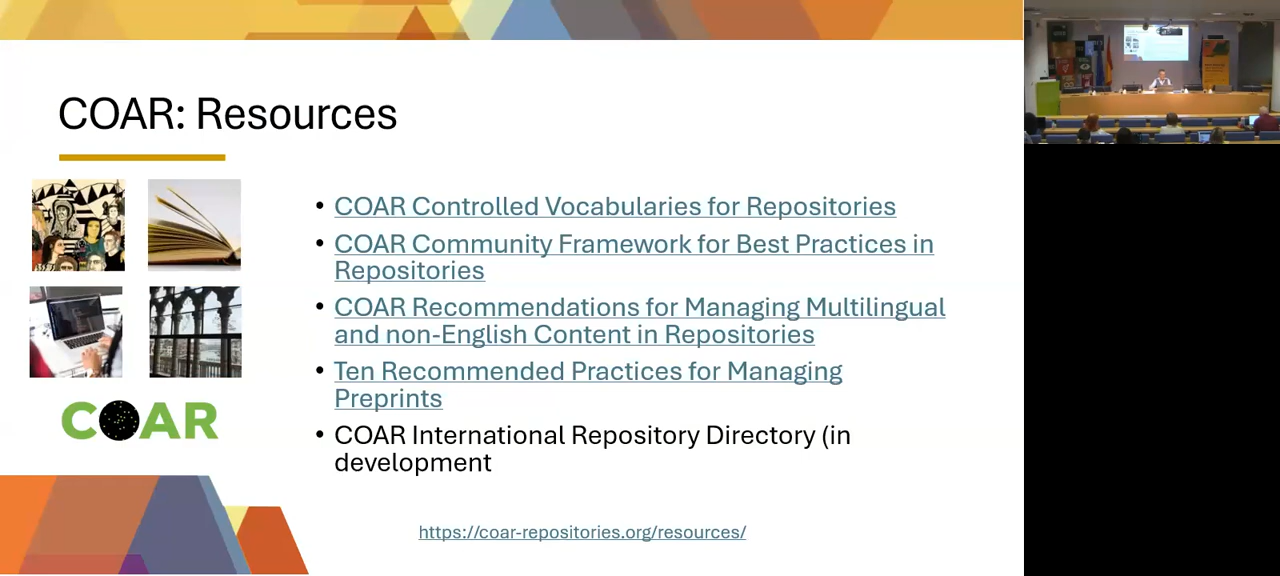 COAR: Resources
• COAR Controlled Vocabularies for Repositories
• COAR Community Framework for Best Practices in
Repositories
• COAR Recommendations for Managing Multilingual
and non-English Content in Repositories
• Ten Recommended Practices for Managing
Preprints
• COAR International Repository Directory (in
development
COAR
https://coar-repositories.org/resources/